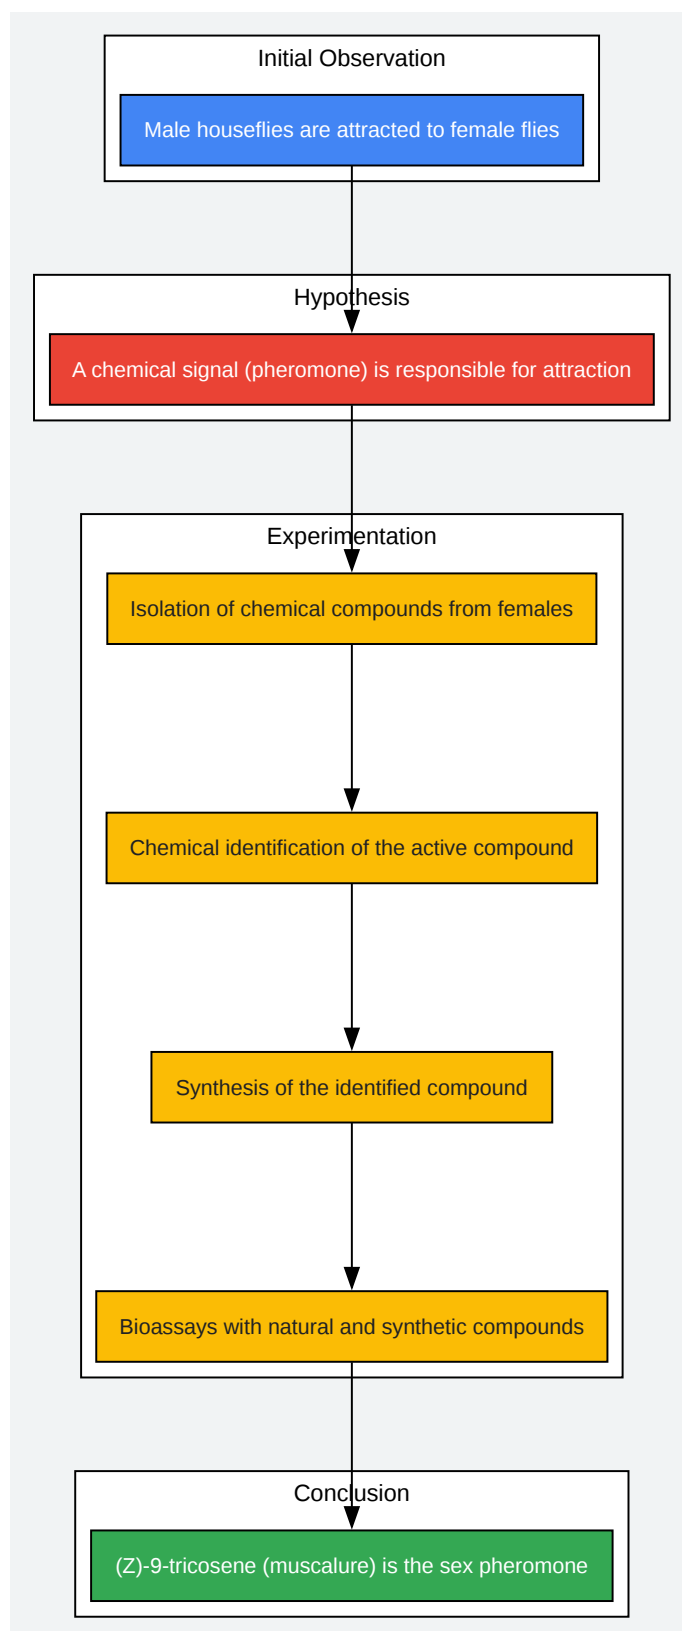 Initial Observation
Male houseflies are attracted to female flies
Hypothesis
A chemical signal (pheromone) is responsible for attraction
Experimentation
Isolation of chemical compounds from females
Chemical identification of the active compound
Synthesis of the identified compound
Bioassays with natural and synthetic compounds
Conclusion
(Z)-9-tricosene (muscalure) is the sex pheromone